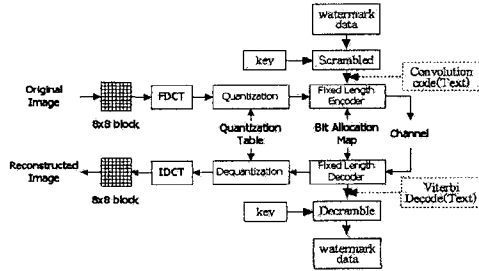 watermark
data
key
Scrambled
Convolution
code(Text)
Original
Image
8x8 block
FDCT
Quantization
Fixed Length
Encoder
Quantization
Table
Bit Allocation
Map
Channel
Reconstructed
Image
8x8 block
IDCT
Dequantization
Fixed Length
Decoder
Viterbi
Decode(Text)
key
Decramble
watermark
data